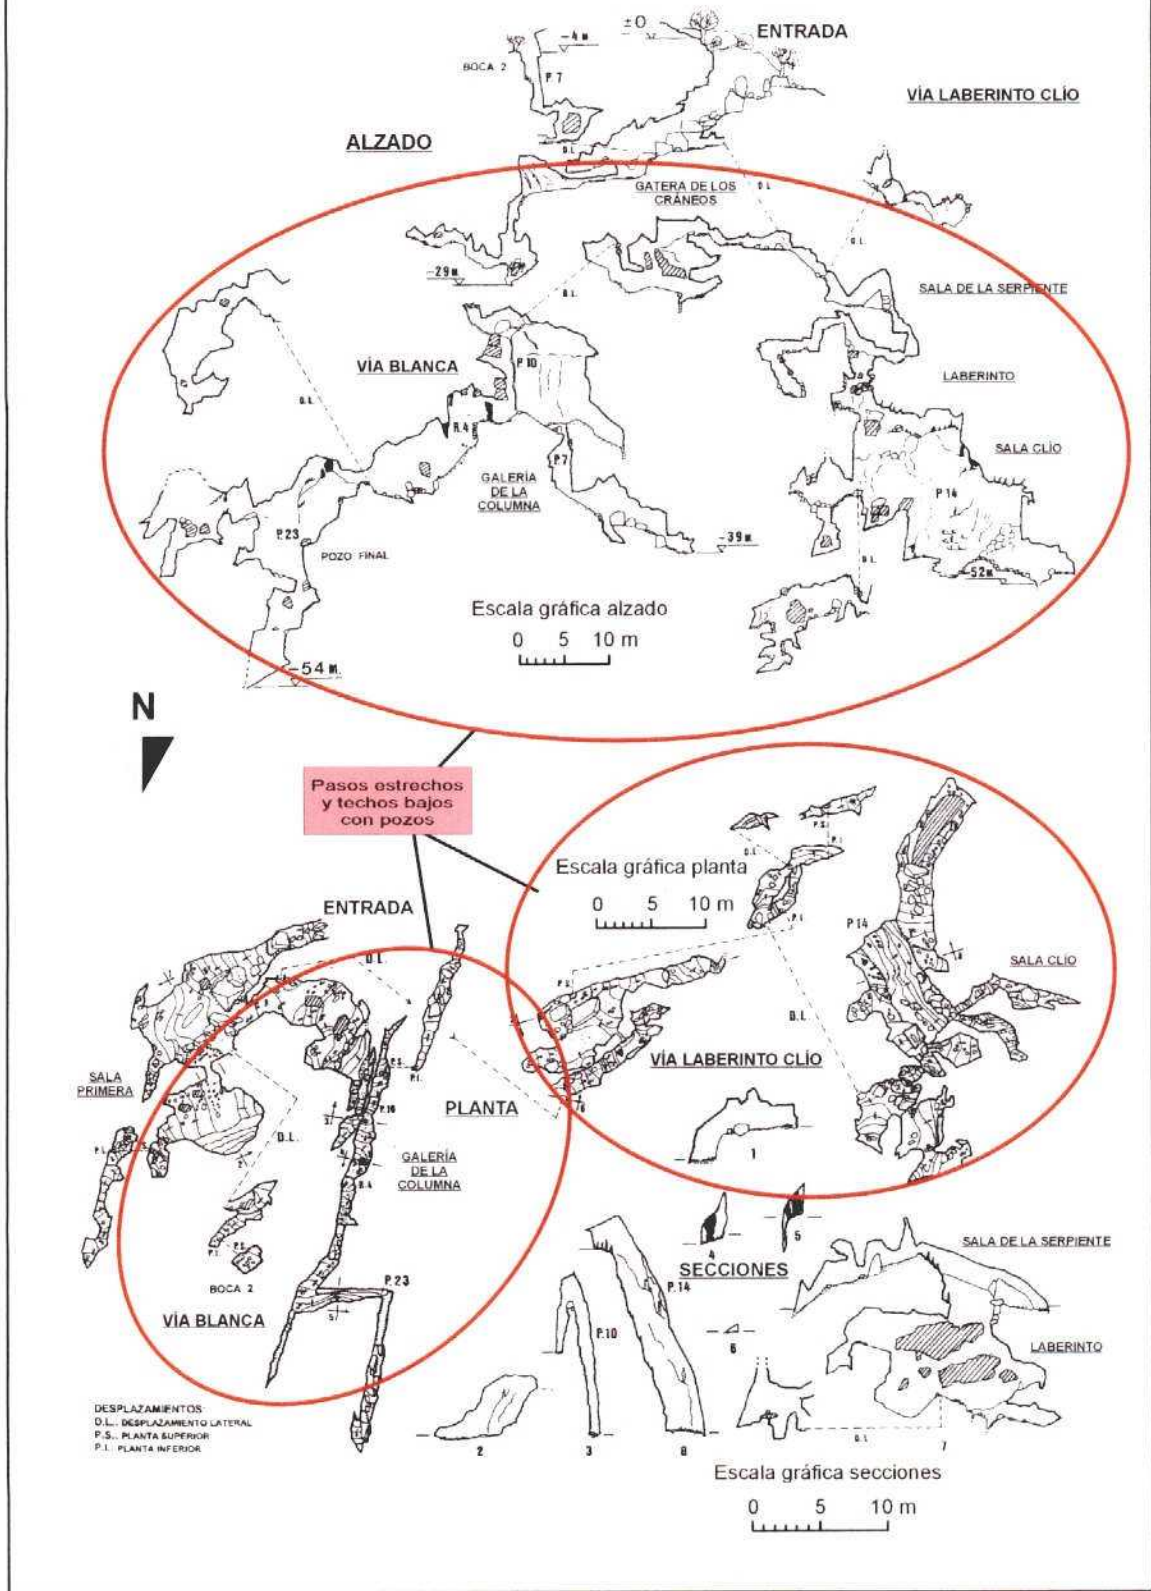 ±0
ENTRADA
-4 M.
BOCA 2
P.7
VÍA LABERINTO CLÍO
ALZADO
D.L.
GATERA DE LOS
CRÁNEOS
D.L.
D.L.
-29 M.
D.L.
SALA DE LA SERPIENTE
VÍA BLANCA
P.10
LABERINTO
D.L.
R.4
SALA CLÍO
P.7
GALERÍA
DE LA
COLUMNA
P.14
P.23
POZO FINAL
-39 M.
D.L.
-52 M.
Escala gráfica alzado
0 5 10 m
-54 M.
N
Pasos estrechos
y techos bajos
con pozos
P.S.
P.I.
D.L.
Escala gráfica planta
0 5 10 m
P.I.
ENTRADA
P.14
D.L.
SALA CLÍO
P.S.
D.L.
VÍA LABERINTO CLÍO
SALA
PRIMERA
P.S.
P.I.
PLANTA
P.10
6
P.I.
S.
D.L.
3
1
GALERÍA
DE LA
COLUMNA
2
R.4
P.I.
P.S.
BOCA 2
P.23
VÍA BLANCA
5
4
5
SECCIONES
SALA DE LA SERPIENTE
P.14
P.10
6
LABERINTO
DESPLAZAMIENTOS:
D.L.. DESPLAZAMIENTO LATERAL
P.S.. PLANTA SUPERIOR
P.I.. PLANTA INFERIOR
2
3
8
D.L.
7
Escala gráfica secciones
0 5 10 m